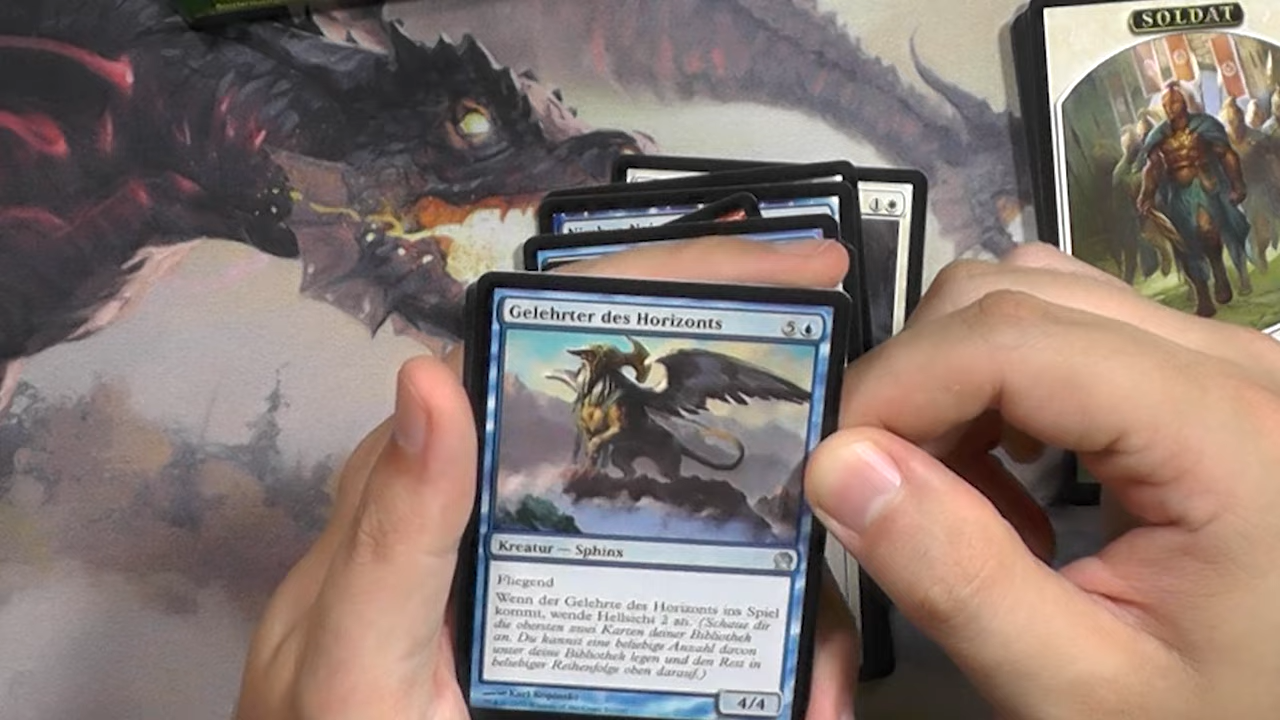 SOLDAT
1
Gelehrter des Horizonts 5
Kreatur — Sphinx
Fliegend
Wenn der Gelehrte des Horizonts ins Spiel
kommt, wende Hellsicht 2 an. (Schaue dir
die obersten zwei Karten deiner Bibliothek
an. Du kannst eine beliebige Anzahl davon
unter deine Bibliothek legen und den Rest in
beliebiger Reihenfolge oben darauf.)
4/4